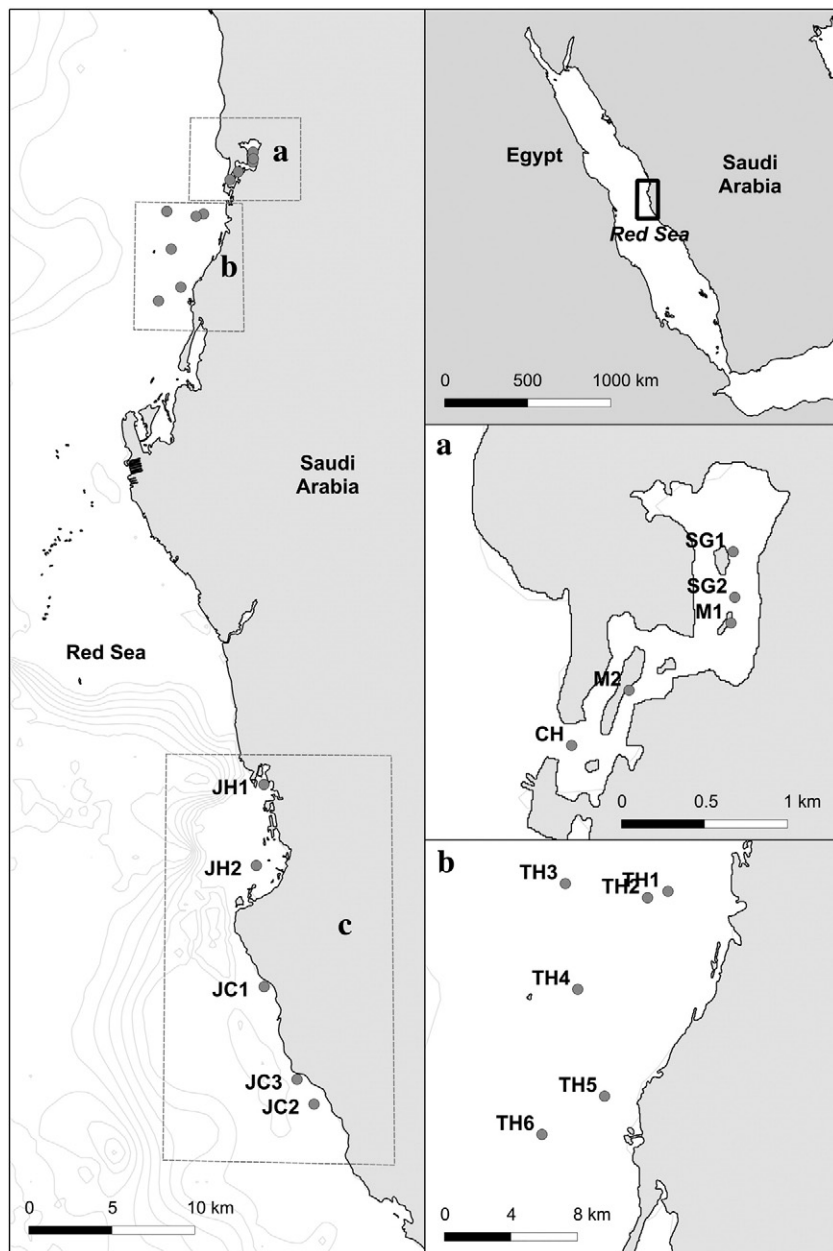 a
b
Saudi
Arabia
Red Sea
JH1
JH2
c
JC1
JC3
JC2
0 5 10 km
Egypt
Saudi
Arabia
Red Sea
0 500 1000 km
a
SG1
SG2
M1
M2
CH
0 0.5 1 km
b
TH3
TH1
TH2
TH4
TH5
TH6
0 4 8 km